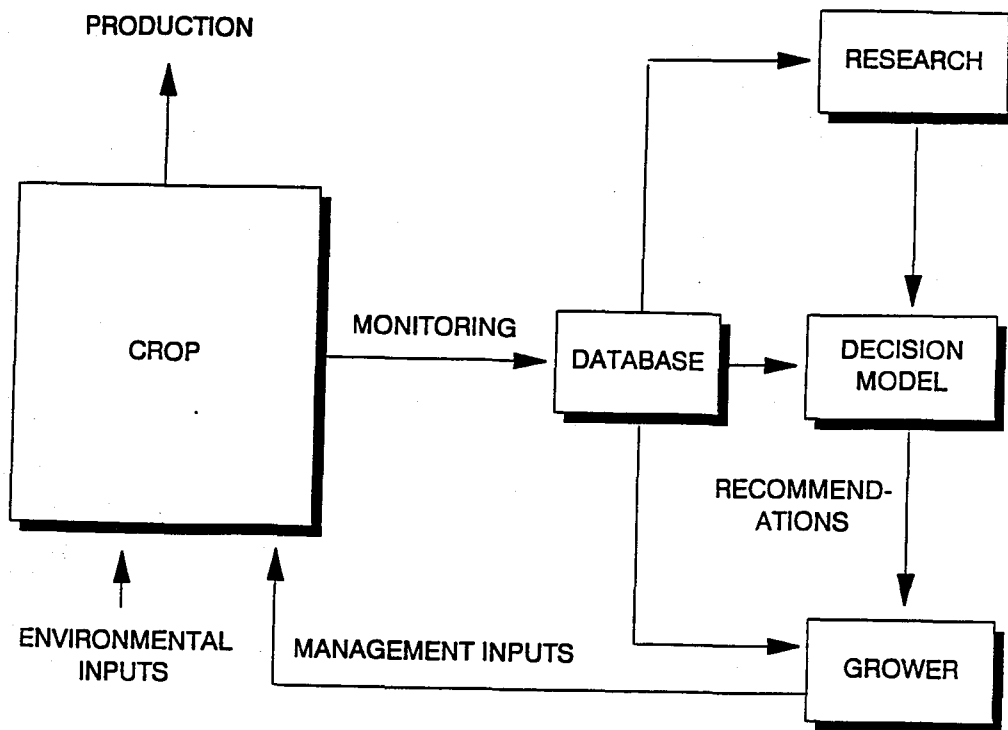 PRODUCTION
RESEARCH
CROP
MONITORING
DATABASE
DECISION
MODEL
RECOMMEND-
ATIONS
ENVIRONMENTAL
INPUTS
MANAGEMENT INPUTS
GROWER